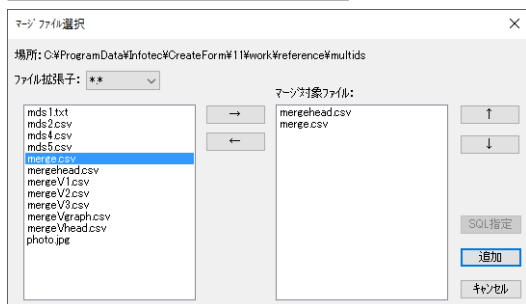 マージファイル選択
場所: C:¥ProgramData¥Infotec¥CreateForm¥11¥work¥reference¥multids
ファイル拡張子: *.*
マージ対象ファイル:
mds1.txt
mds2.csv
mds4.csv
mds5.csv
merge.csv
mergehead.csv
mergeV1.csv
mergeV2.csv
mergeV3.csv
mergeVgraph.csv
mergeVhead.csv
photo.jpg
→
←
mergehead.csv
merge.csv
↑
↓
SQL指定
追加
キャンセル